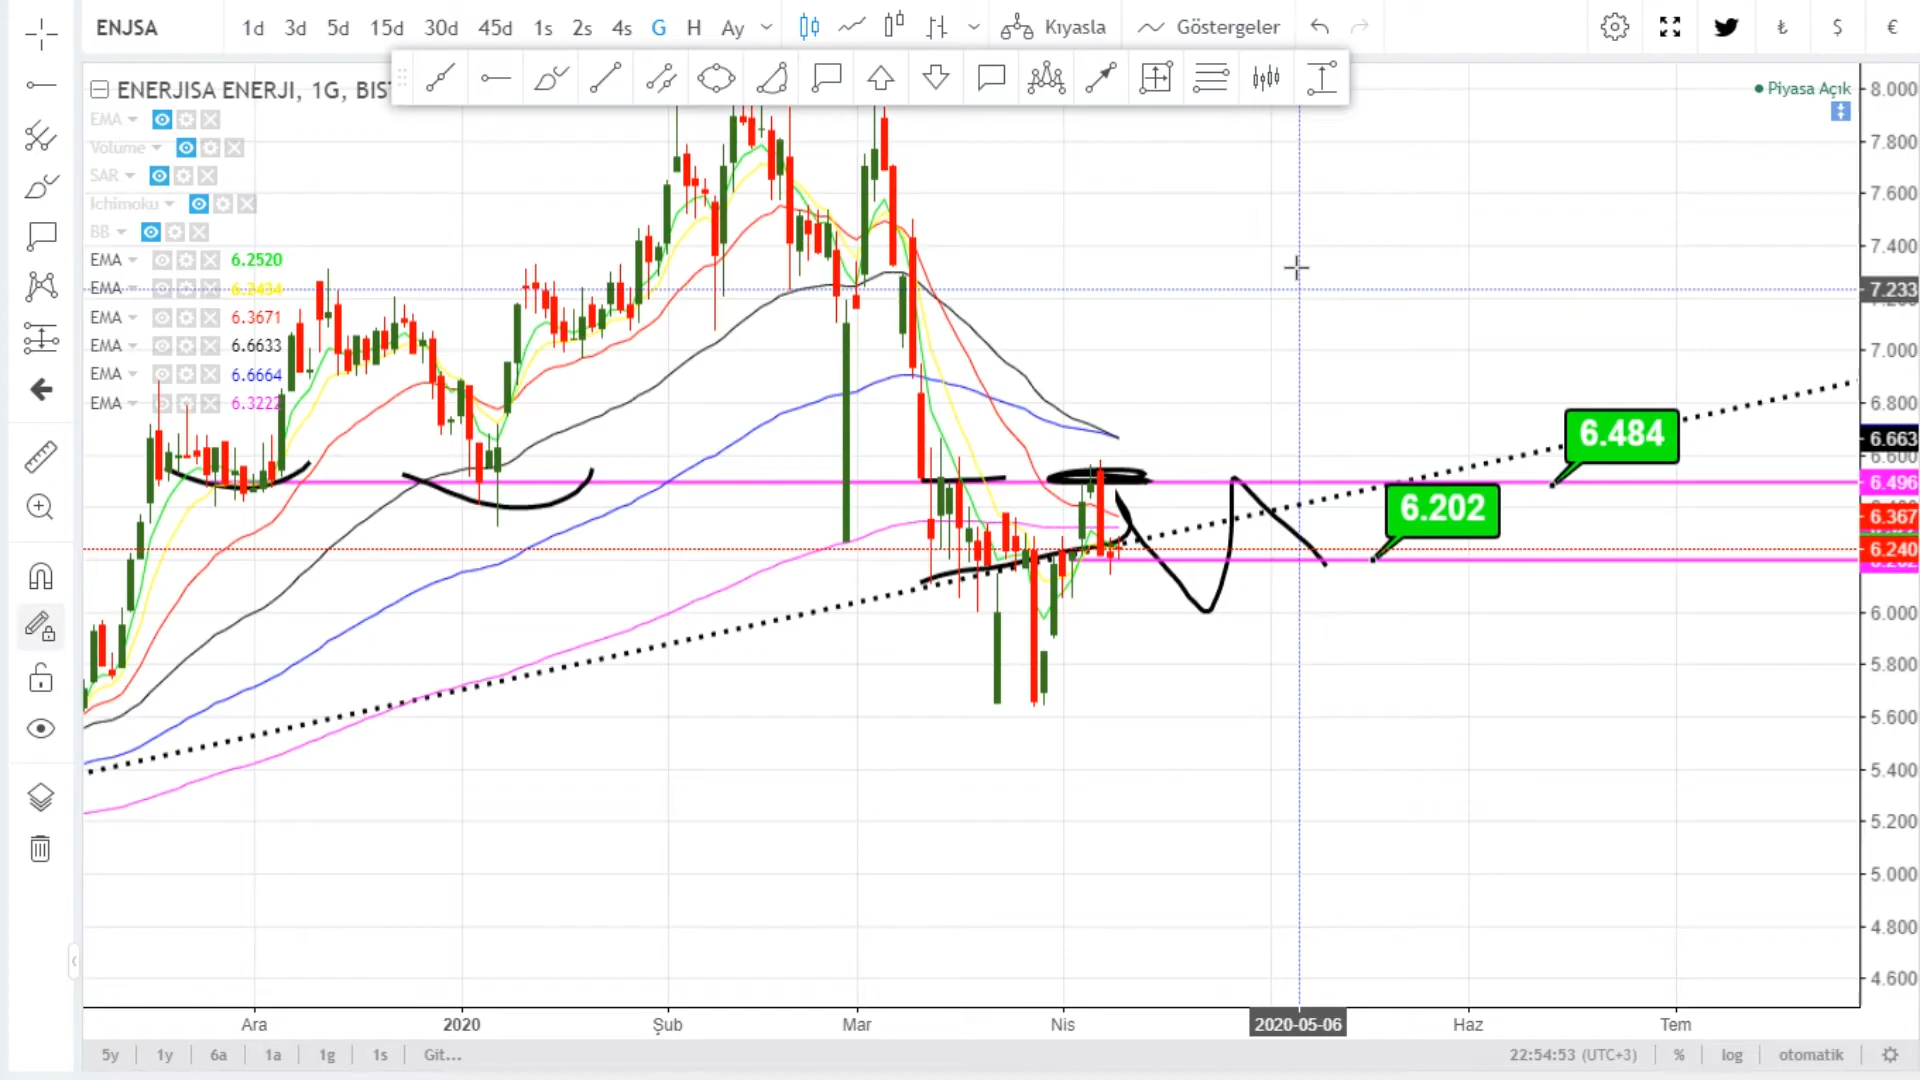 ENJSA 1d 3d 5d 15d 30d 45d 1s 2s 4s G H Ay Kıyasla Göstergeler ₺ $ €
ENERJISA ENERJI, 1G, BIS
Piyasa Açık
EMA
Volume
SAR
Ichimoku
BB
EMA 6.2520
EMA 6.2434
EMA 6.3671
EMA 6.6633
EMA 6.6664
EMA 6.3222
8.000
7.800
7.600
7.400
7.233
7.000
6.800
6.663
6.600
6.496
6.367
6.240
6.000
5.800
5.600
5.400
5.200
5.000
4.800
4.600
6.484
6.202
Ara 2020 Şub Mar Nis 2020-05-06 Haz Tem
5y 1y 6a 1a 1g 1s Git... 22:54:53 (UTC+3) % log otomatik